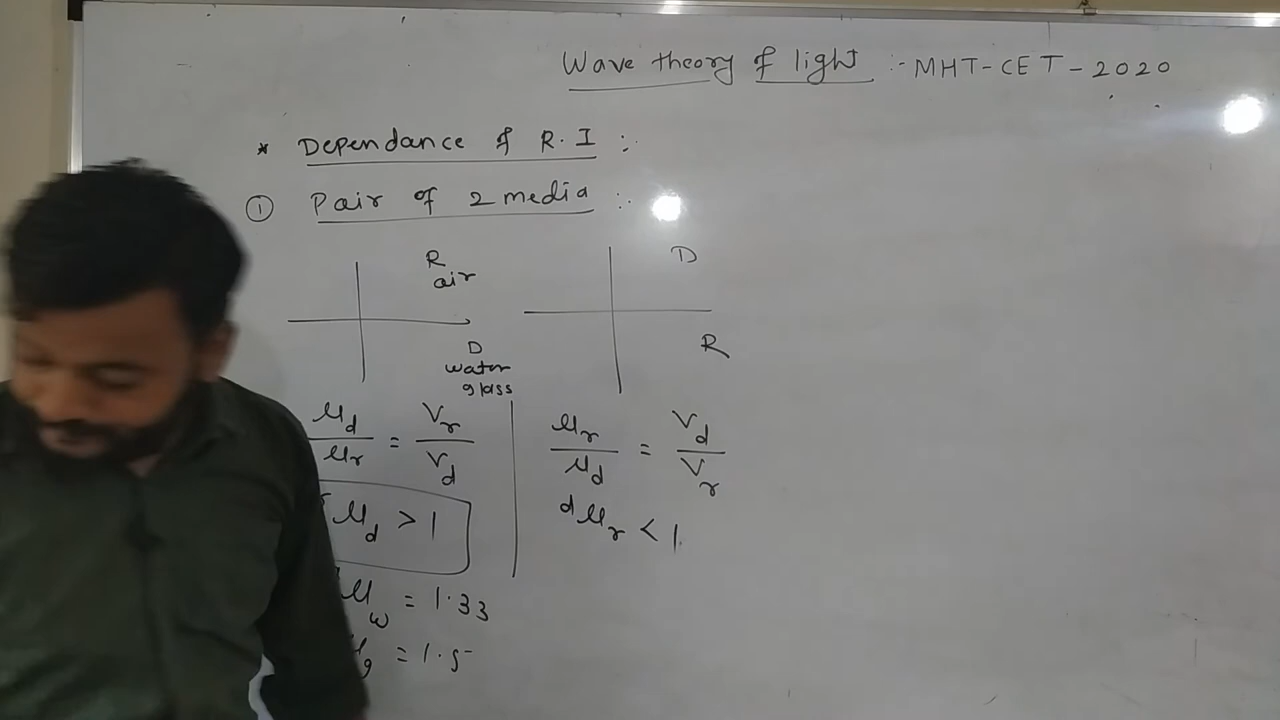 Wave theory of light :- MHT-CET-2020
* Dependance of R.I :-
① Pair of 2 media :-
R
air
D
water
glass
D
R
μd/μr = Vr/Vd
μd > 1
μw = 1.33
g = 1.5
μr/μd = Vd/Vr
dμr < 1